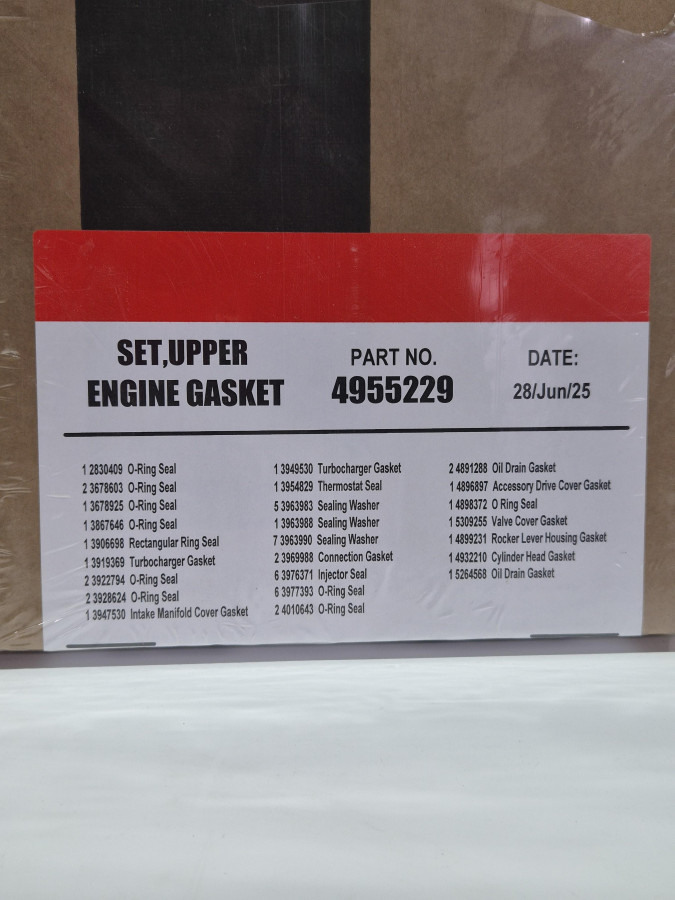 SET,UPPER
ENGINE GASKET
PART NO.
4955229
DATE:
28/Jun/25
1 2830409 O-Ring Seal
2 3678603 O-Ring Seal
1 3678925 O-Ring Seal
1 3867646 O-Ring Seal
1 3906698 Rectangular Ring Seal
1 3919369 Turbocharger Gasket
2 3922794 O-Ring Seal
2 3928624 O-Ring Seal
1 3947530 Intake Manifold Cover Gasket
1 3949530 Turbocharger Gasket
1 3954829 Thermostat Seal
5 3963983 Sealing Washer
1 3963988 Sealing Washer
7 3963990 Sealing Washer
2 3969988 Connection Gasket
6 3976371 Injector Seal
6 3977393 O-Ring Seal
2 4010643 O-Ring Seal
2 4891288 Oil Drain Gasket
1 4896897 Accessory Drive Cover Gasket
1 4898372 O Ring Seal
1 5309255 Valve Cover Gasket
1 4899231 Rocker Lever Housing Gasket
1 4932210 Cylinder Head Gasket
1 5264568 Oil Drain Gasket